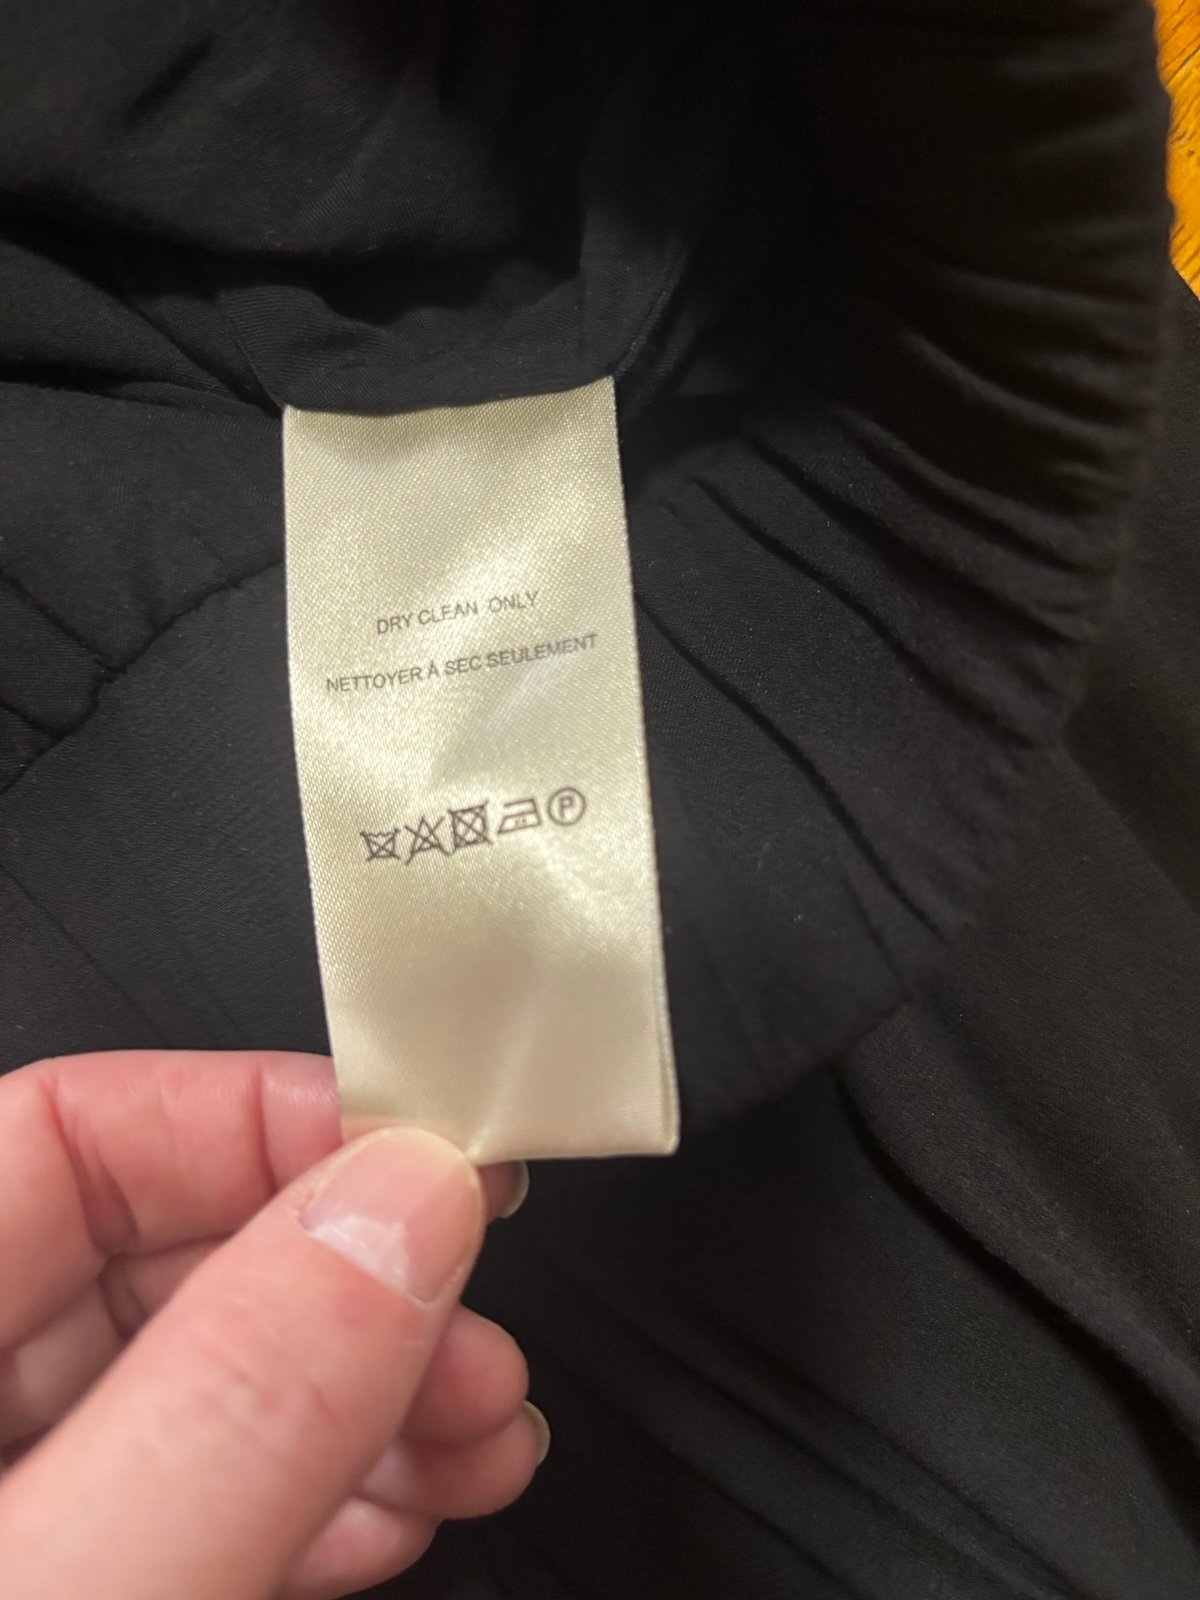 DRY CLEAN ONLY
NETTOYER À SEC SEULEMENT
P